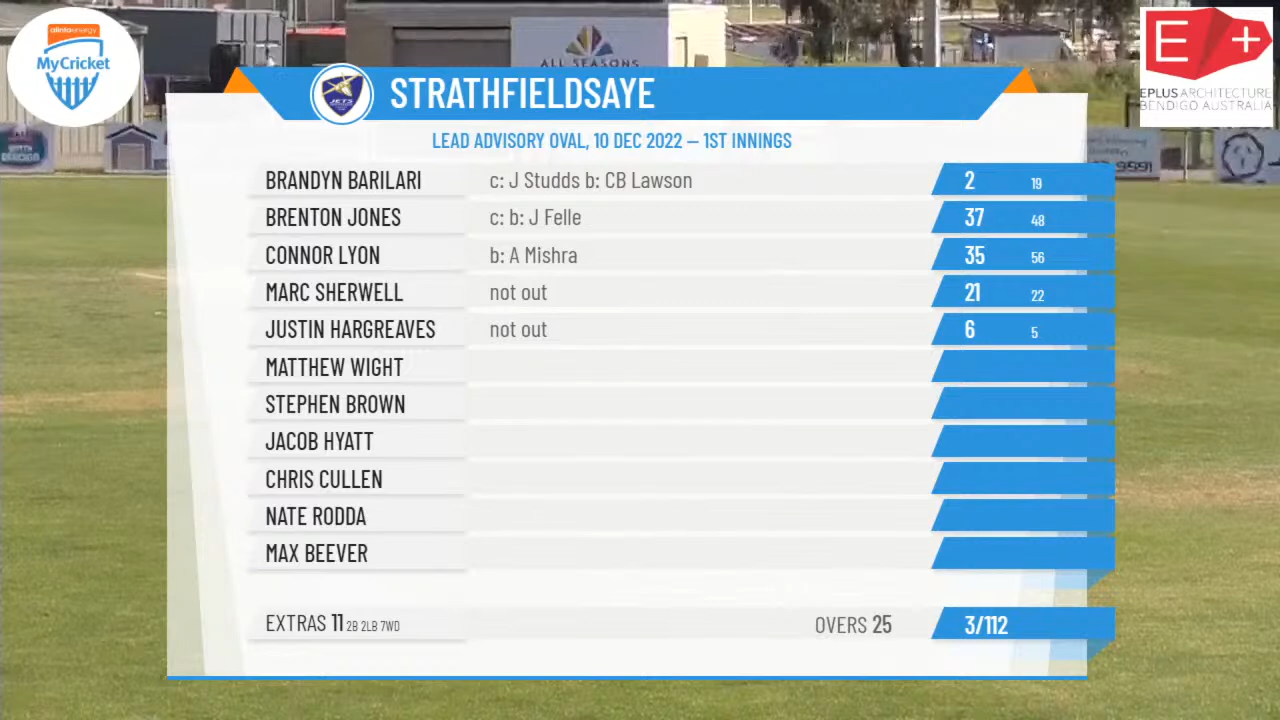 alintaenergy
MyCricket
ALL SEASONS
E+
EPLUS ARCHITECTURE
BENDIGO AUSTRALIA
JETS
STRATHFIELDSAYE
LEAD ADVISORY OVAL, 10 DEC 2022 – 1ST INNINGS
BRANDYN BARILARI c: J Studds b: CB Lawson 2 19
BRENTON JONES c: b: J Felle 37 48
CONNOR LYON b: A Mishra 35 56
MARC SHERWELL not out 21 22
JUSTIN HARGREAVES not out 6 5
MATTHEW WIGHT
STEPHEN BROWN
JACOB HYATT
CHRIS CULLEN
NATE RODDA
MAX BEEVER
EXTRAS 11 2B 2LB 7WD OVERS 25 3/112